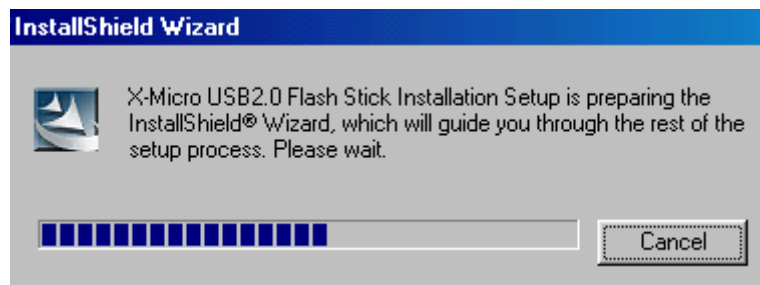 InstallShield Wizard
X-Micro USB2.0 Flash Stick Installation Setup is preparing the
InstallShield® Wizard, which will guide you through the rest of the
setup process. Please wait.
Cancel